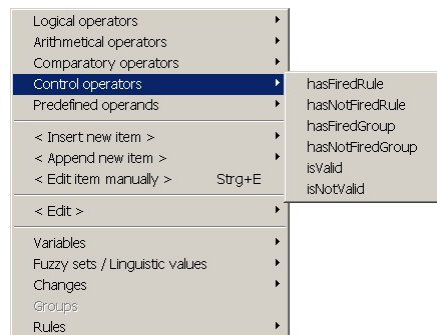 Logical operators
Arithmetical operators
Comparatory operators
Control operators
Predefined operands
< Insert new item >
< Append new item >
< Edit item manually > Strg+E
< Edit >
Variables
Fuzzy sets / Linguistic values
Changes
Groups
Rules
hasFiredRule
hasNotFiredRule
hasFiredGroup
hasNotFiredGroup
isValid
isNotValid